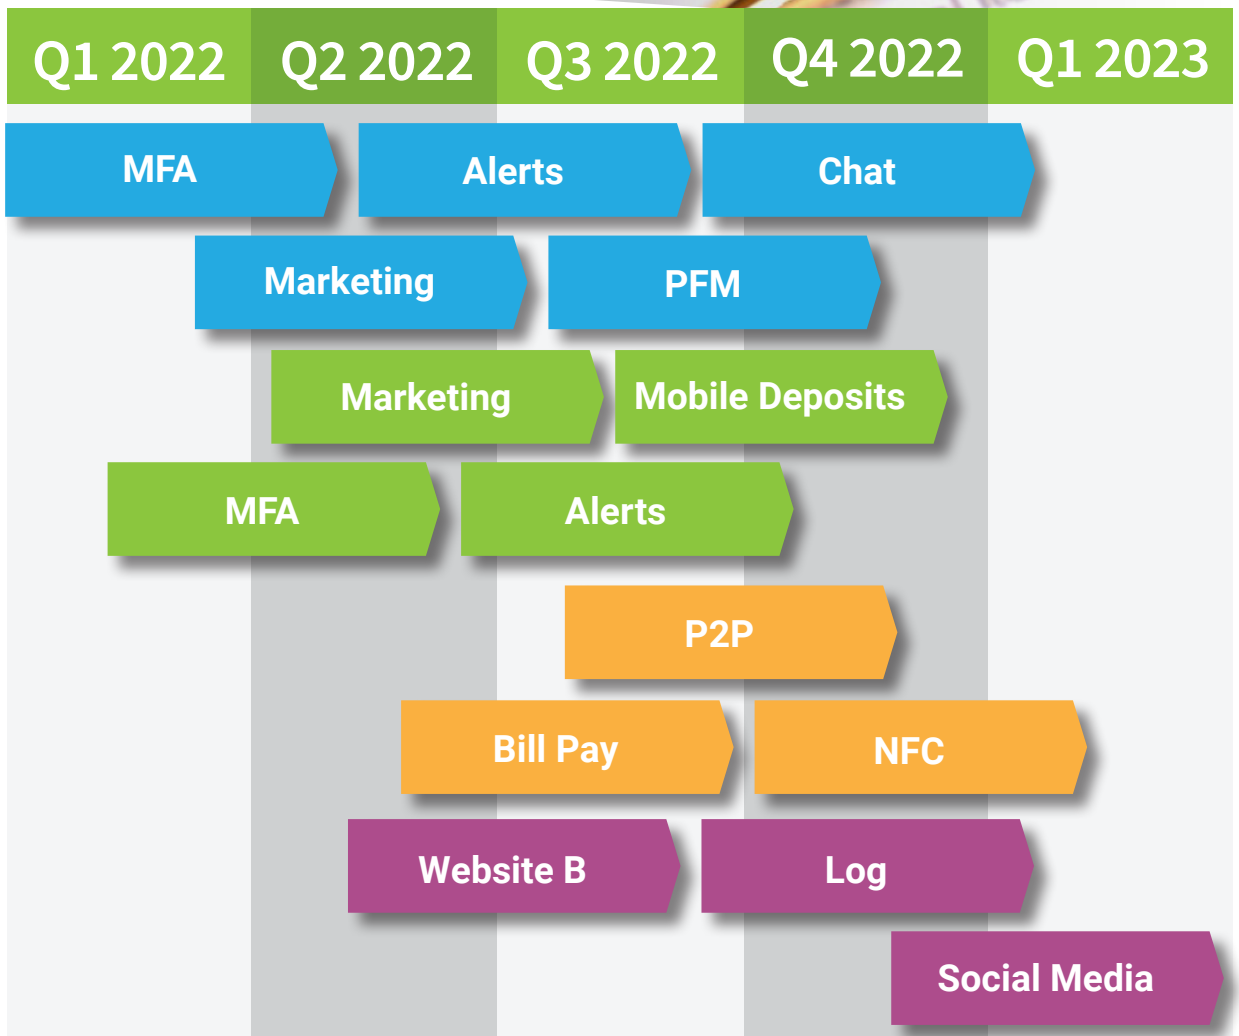 Q1 2022 Q2 2022 Q3 2022 Q4 2022 Q1 2023
MFA Alerts Chat
Marketing PFM
Marketing Mobile Deposits
MFA Alerts
P2P
Bill Pay NFC
Website B Log
Social Media